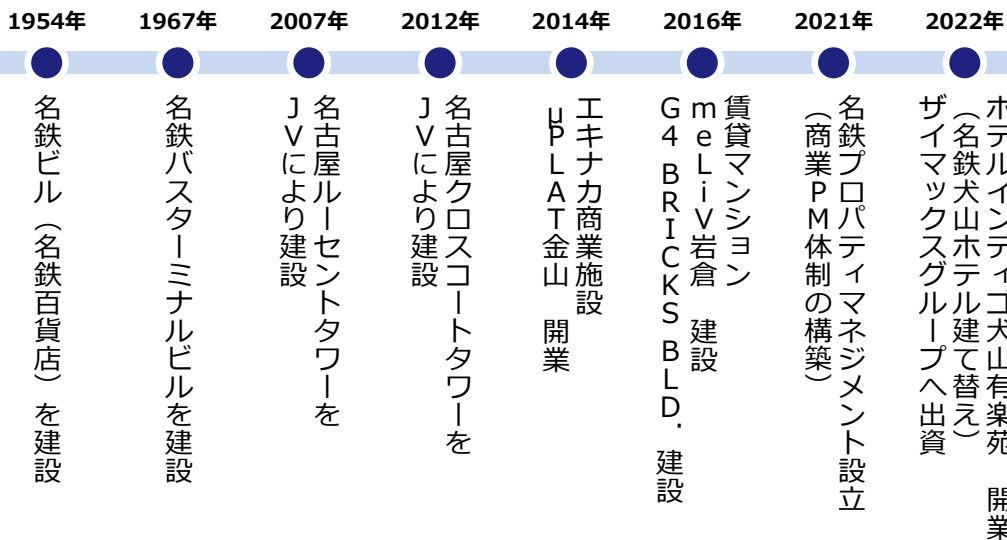 1954年
1967年
2007年
2012年
2014年
2016年
2021年
2022年
名鉄ビル（名鉄百貨店）を建設
名鉄バスターミナルビルを建設
名古屋ルーセントタワーを
ＪＶにより建設
名古屋クロスコートタワーを
ＪＶにより建設
エキナカ商業施設
μＰＬＡＴ金山　開業
賃貸マンション
ｍｅＬｉＶ岩倉　建設
Ｇ４ ＢＲＩＣＫＳ ＢＬＤ．建設
名鉄プロパティマネジメント設立
（商業ＰＭ体制の構築）
ホテルインディゴ犬山有楽苑　開業
（名鉄犬山ホテル建て替え）
ザイマックスグループへ出資